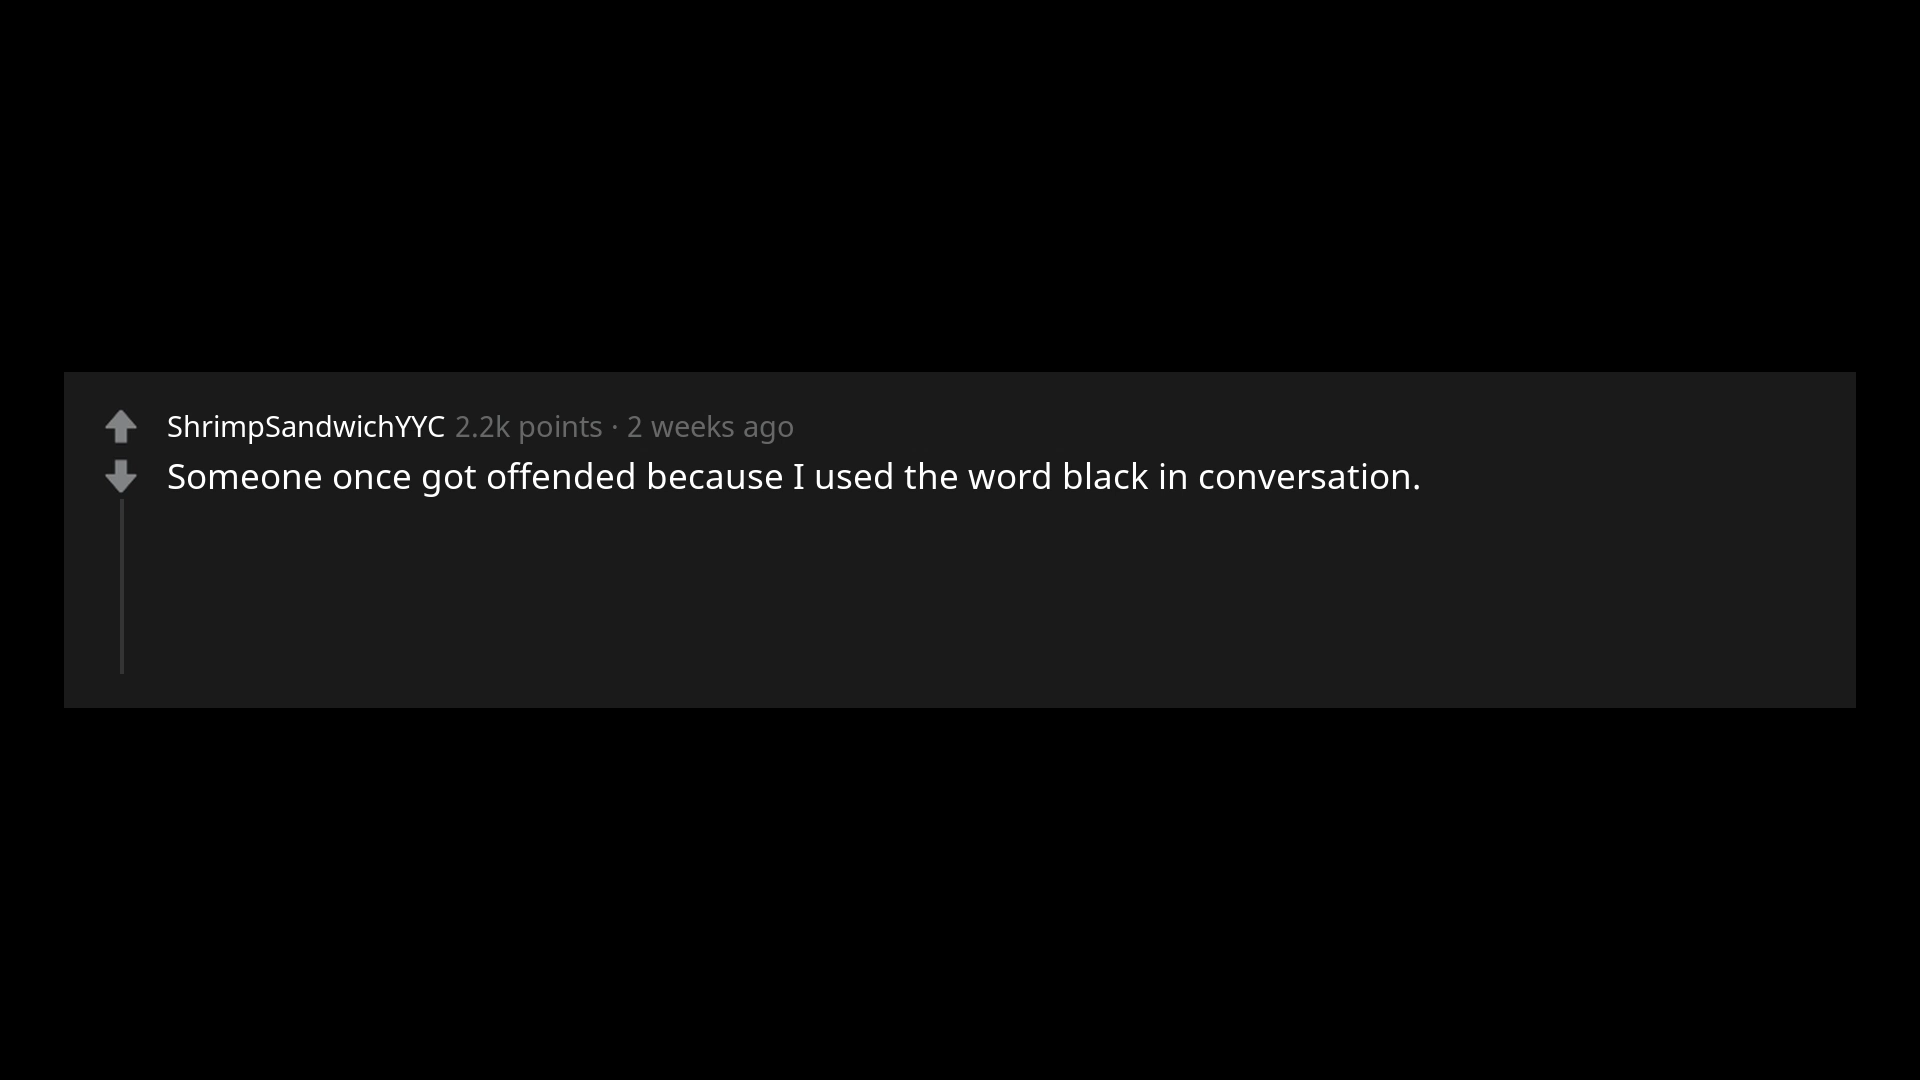 ShrimpSandwichYYC 2.2k points · 2 weeks ago
Someone once got offended because I used the word black in conversation.